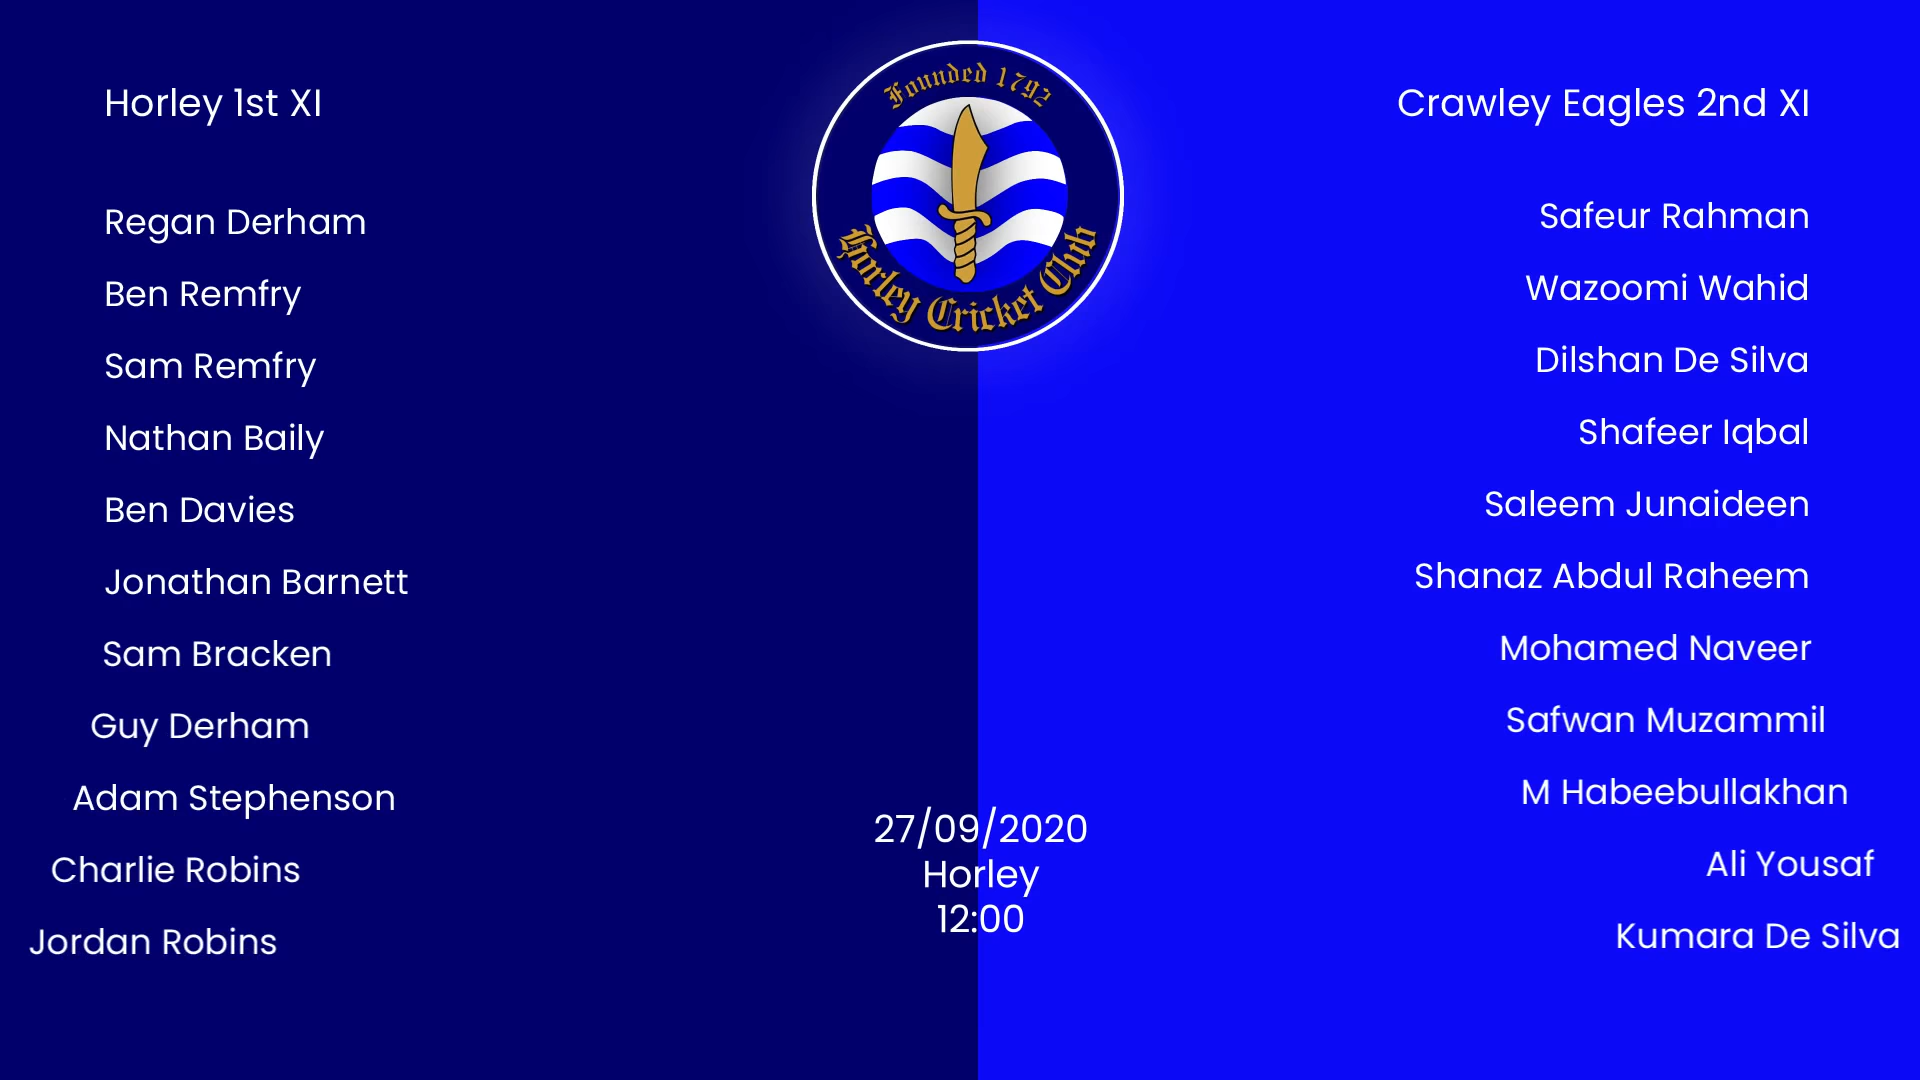 Horley 1st XI
Regan Derham
Ben Remfry
Sam Remfry
Nathan Baily
Ben Davies
Jonathan Barnett
Sam Bracken
Guy Derham
Adam Stephenson
Charlie Robins
Jordan Robins
Founded 1792
Horley Cricket Club
27/09/2020
Horley
12:00
Crawley Eagles 2nd XI
Safeur Rahman
Wazoomi Wahid
Dilshan De Silva
Shafeer Iqbal
Saleem Junaideen
Shanaz Abdul Raheem
Mohamed Naveer
Safwan Muzammil
M Habeebullakhan
Ali Yousaf
Kumara De Silva